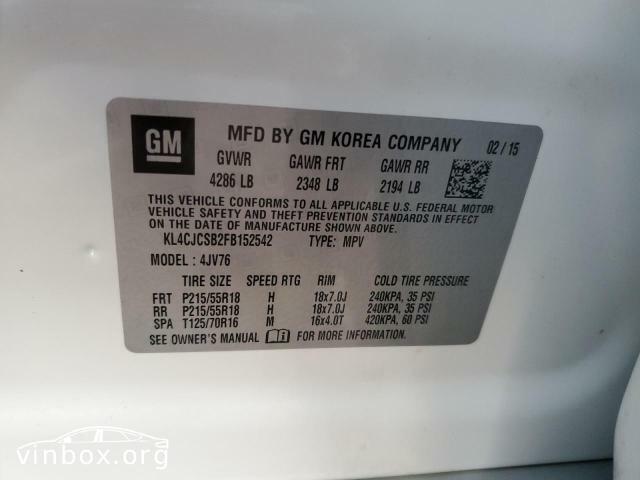 GM
MFD BY GM KOREA COMPANY 02/15
GVWR GAWR FRT GAWR RR
4286 LB 2348 LB 2194 LB
THIS VEHICLE CONFORMS TO ALL APPLICABLE U.S. FEDERAL MOTOR
VEHICLE SAFETY AND THEFT PREVENTION STANDARDS IN EFFECT
ON THE DATE OF MANUFACTURE SHOWN ABOVE.
KL4CJCSB2FB152542 TYPE: MPV
MODEL : 4JV76
TIRE SIZE SPEED RTG RIM COLD TIRE PRESSURE
FRT P215/55R18 H 18x7.0J 240KPA, 35 PSI
RR P215/55R18 H 18x7.0J 240KPA, 35 PSI
SPA T125/70R16 M 16x4.0T 420KPA, 60 PSI
SEE OWNER'S MANUAL FOR MORE INFORMATION.
vinbox.org